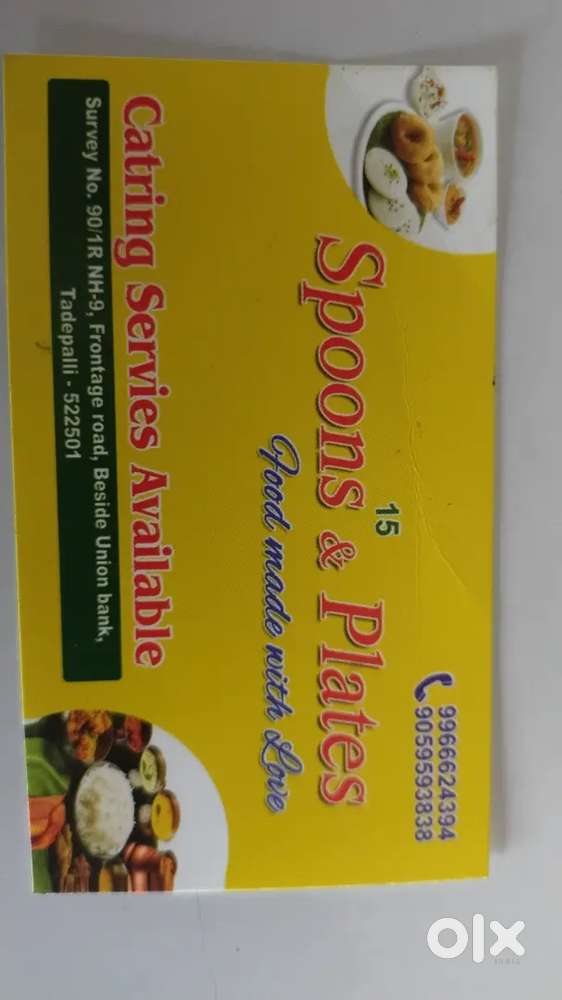 9966624394
9059593838
15
Spoons & Plates
Food made with Love
Catring Servies Available
Survey No. 90/1R NH-9, Frontage road, Beside Union bank,
Tadepalli - 522501
olx
INDIA